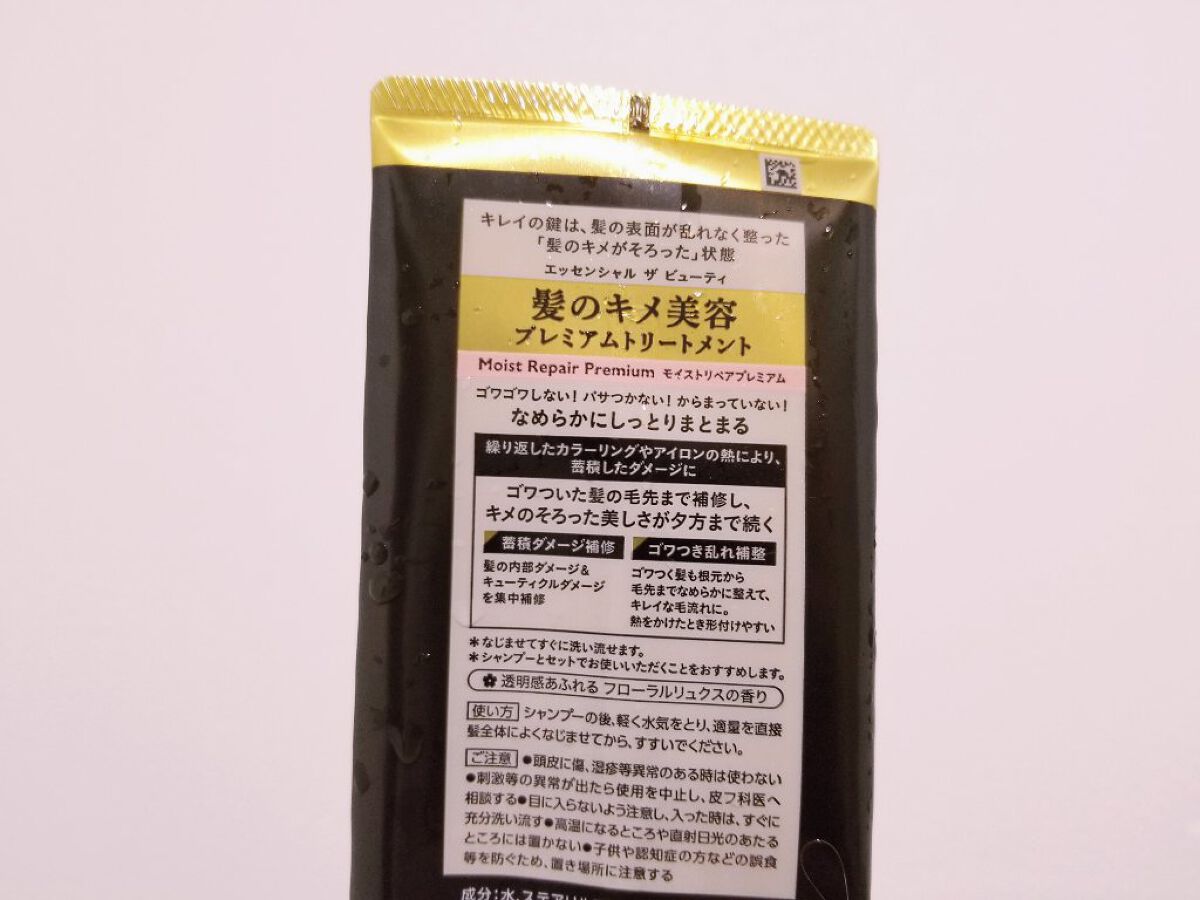 キレイの鍵は、髪の表面が乱れなく整った
「髪のキメがそろった」状態
エッセンシャル ザ ビューティ
髪のキメ美容
プレミアムトリートメント
Moist Repair Premium モイストリペアプレミアム
ゴワゴワしない！パサつかない！からまっていない！
なめらかにしっとりまとまる
繰り返したカラーリングやアイロンの熱により、
蓄積したダメージに
ゴワついた髪の毛先まで補修し、
キメのそろった美しさが夕方まで続く
蓄積ダメージ補修
髪の内部ダメージ&
キューティクルダメージ
を集中補修
ゴワつき乱れ補整
ゴワつく髪も根元から
毛先までなめらかに整えて、
キレイな毛流れに。
熱をかけたとき形付けやすい
*なじませてすぐに洗い流せます。
*シャンプーとセットでお使いいただくことをおすすめします。
透明感あふれる フローラルリュクスの香り
使い方 シャンプーの後、軽く水気をとり、適量を直接
髪全体によくなじませてから、すすいでください。
ご注意 ●頭皮に傷、湿疹等異常のある時は使わない
●刺激等の異常が出たら使用を中止し、皮フ科医へ
相談する●目に入らないよう注意し、入った時は、すぐに
充分洗い流す●高温になるところや直射日光のあたる
ところには置かない●子供や認知症の方などの誤食
等を防ぐため、置き場所に注意する
成分：水、ステアリル